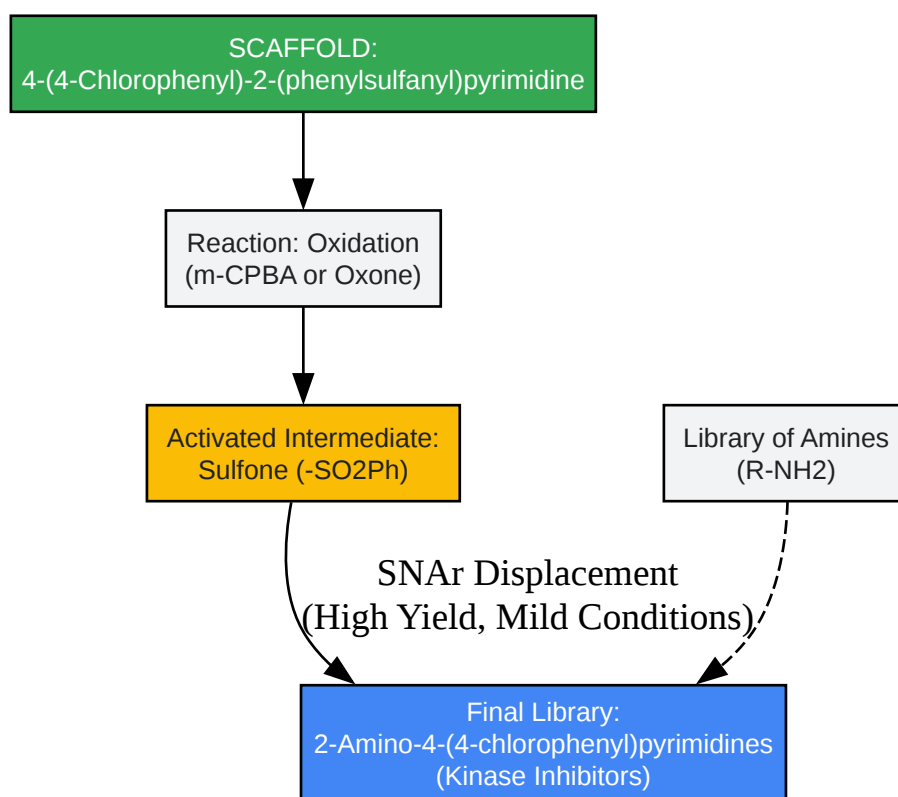 SCAFFOLD:
4-(4-Chlorophenyl)-2-(phenylsulfanyl)pyrimidine
Reaction: Oxidation
(m-CPBA or Oxone)
Activated Intermediate:
Sulfone (-SO2Ph)
Library of Amines
(R-NH2)
SNAr Displacement
(High Yield, Mild Conditions)
Final Library:
2-Amino-4-(4-chlorophenyl)pyrimidines
(Kinase Inhibitors)